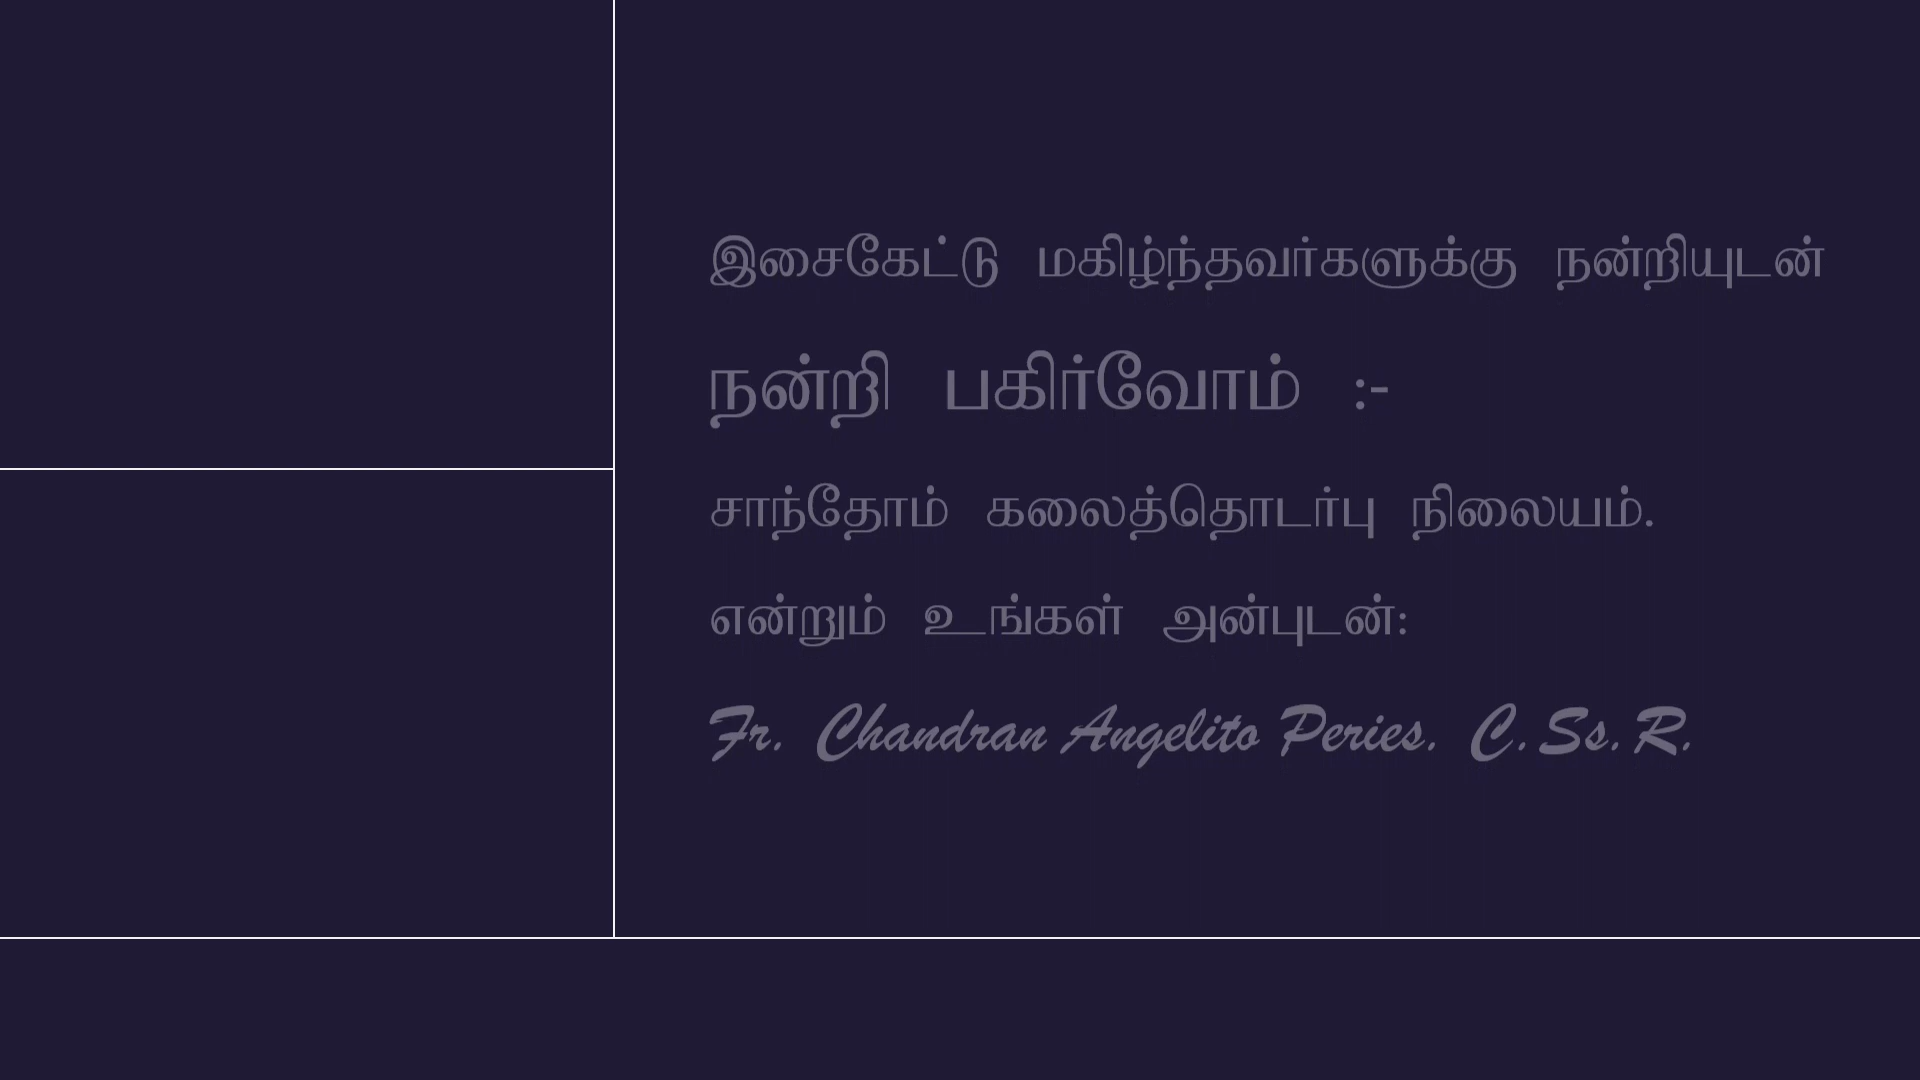 இசைகேட்டு மகிழ்ந்தவர்களுக்கு நன்றியுடன்
நன்றி பகிர்வோம் :-
சாந்தோம் கலைத்தொடர்பு நிலையம்.
என்றும் உங்கள் அன்புடன்:
Fr. Chandran Angelito Peries. C.Ss.R.